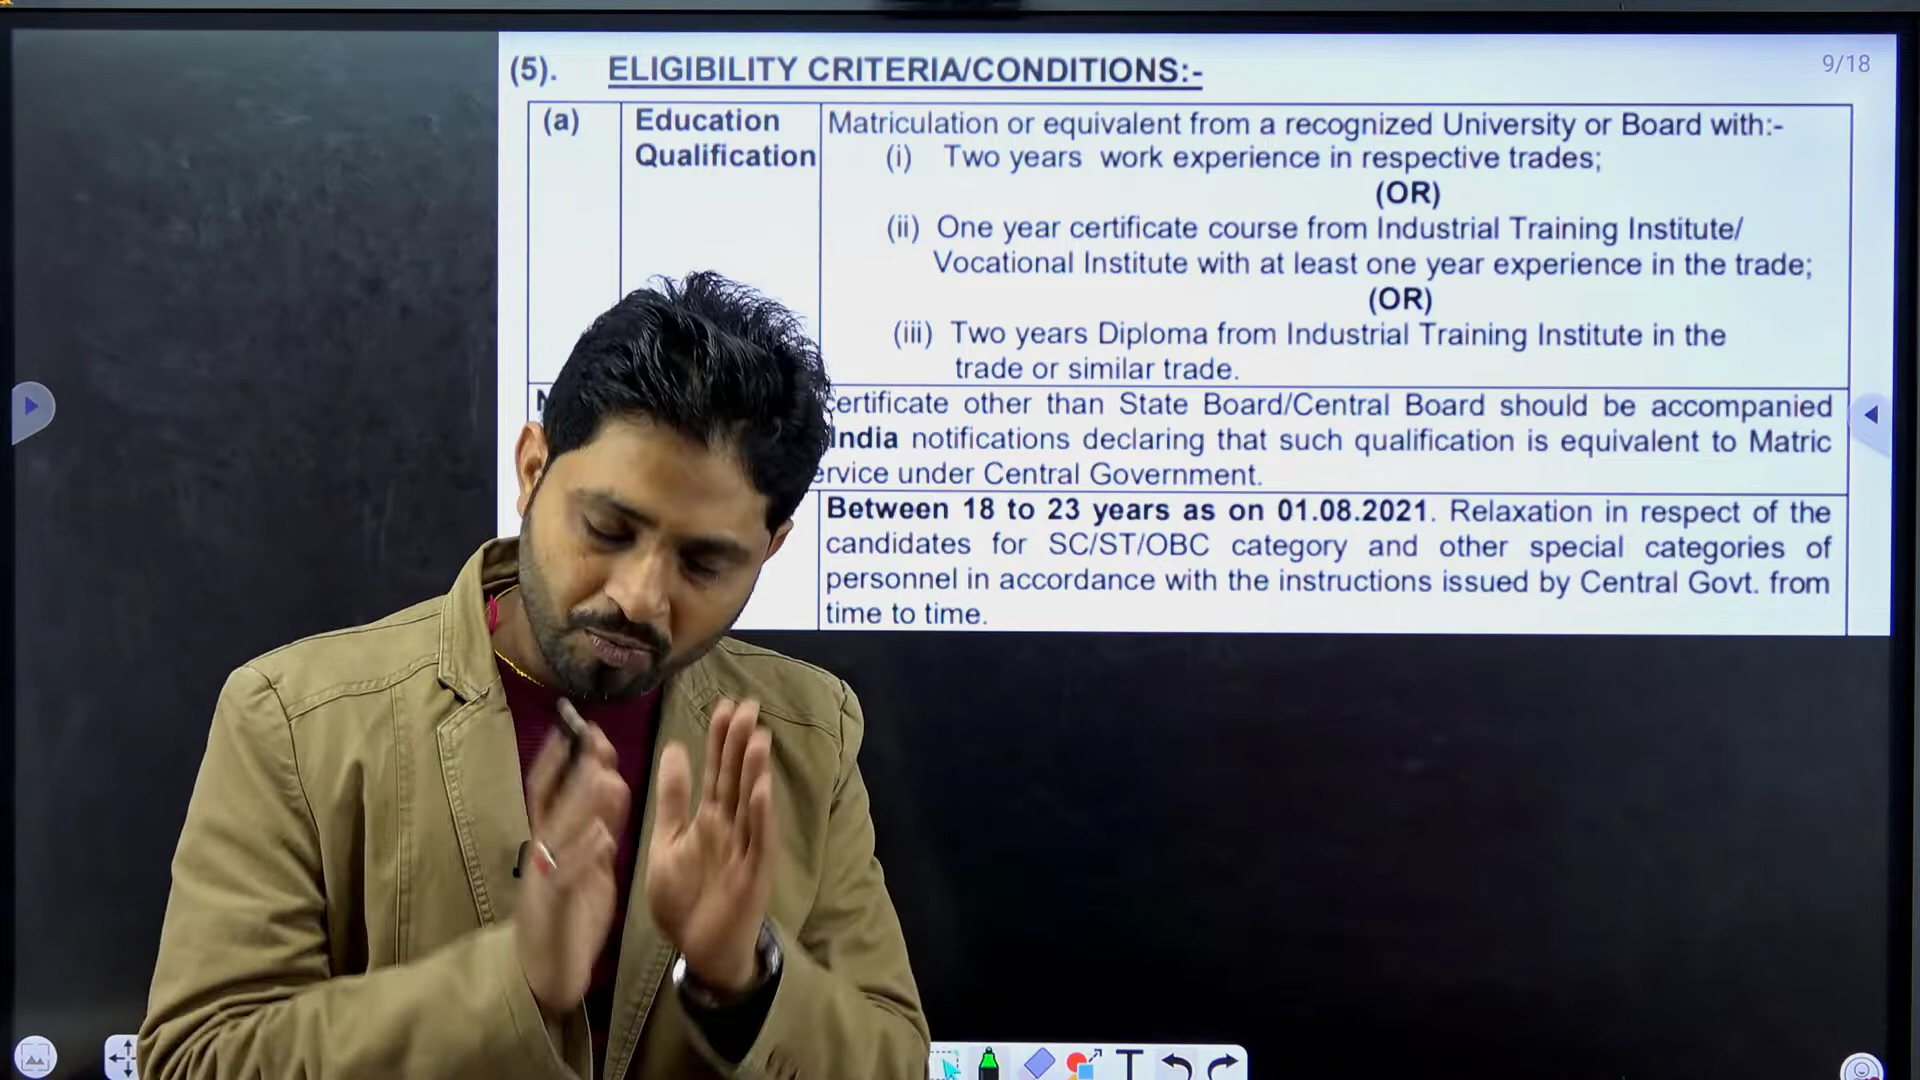 9/18
(5). ELIGIBILITY CRITERIA/CONDITIONS:-
(a) Education Qualification
Matriculation or equivalent from a recognized University or Board with:-
(i) Two years work experience in respective trades;
(OR)
(ii) One year certificate course from Industrial Training Institute/
Vocational Institute with at least one year experience in the trade;
(OR)
(iii) Two years Diploma from Industrial Training Institute in the
trade or similar trade.
certificate other than State Board/Central Board should be accompanied
India notifications declaring that such qualification is equivalent to Matric
under Central Government.
Between 18 to 23 years as on 01.08.2021. Relaxation in respect of the
candidates for SC/ST/OBC category and other special categories of
personnel in accordance with the instructions issued by Central Govt. from
time to time.
T